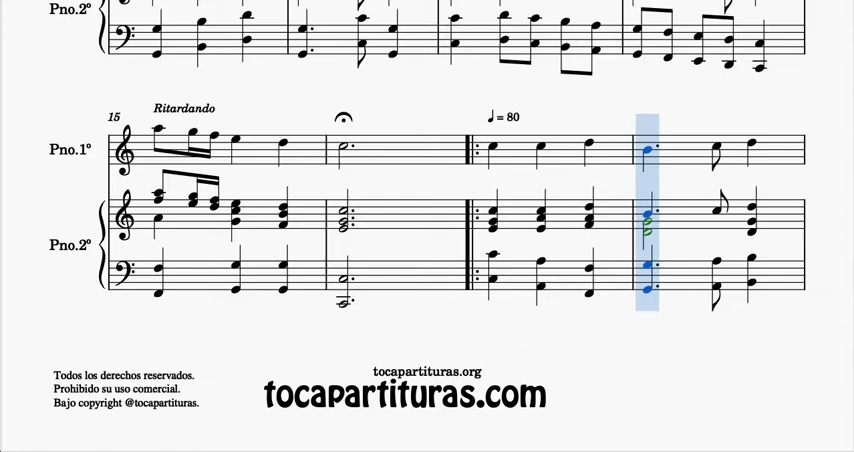 Pno.2º
15
Ritardando
= 80
Pno.1º
Pno.2º
Todos los derechos reservados.
Prohibido su uso comercial.
Bajo copyright @tocapartituras.
tocapartituras.org
tocapartituras.com